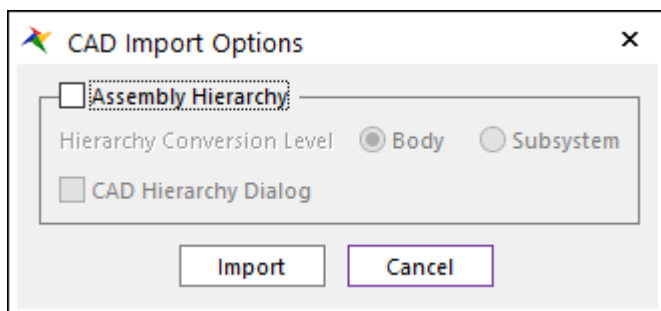 CAD Import Options
Assembly Hierarchy
Hierarchy Conversion Level Body Subsystem
CAD Hierarchy Dialog
Import Cancel